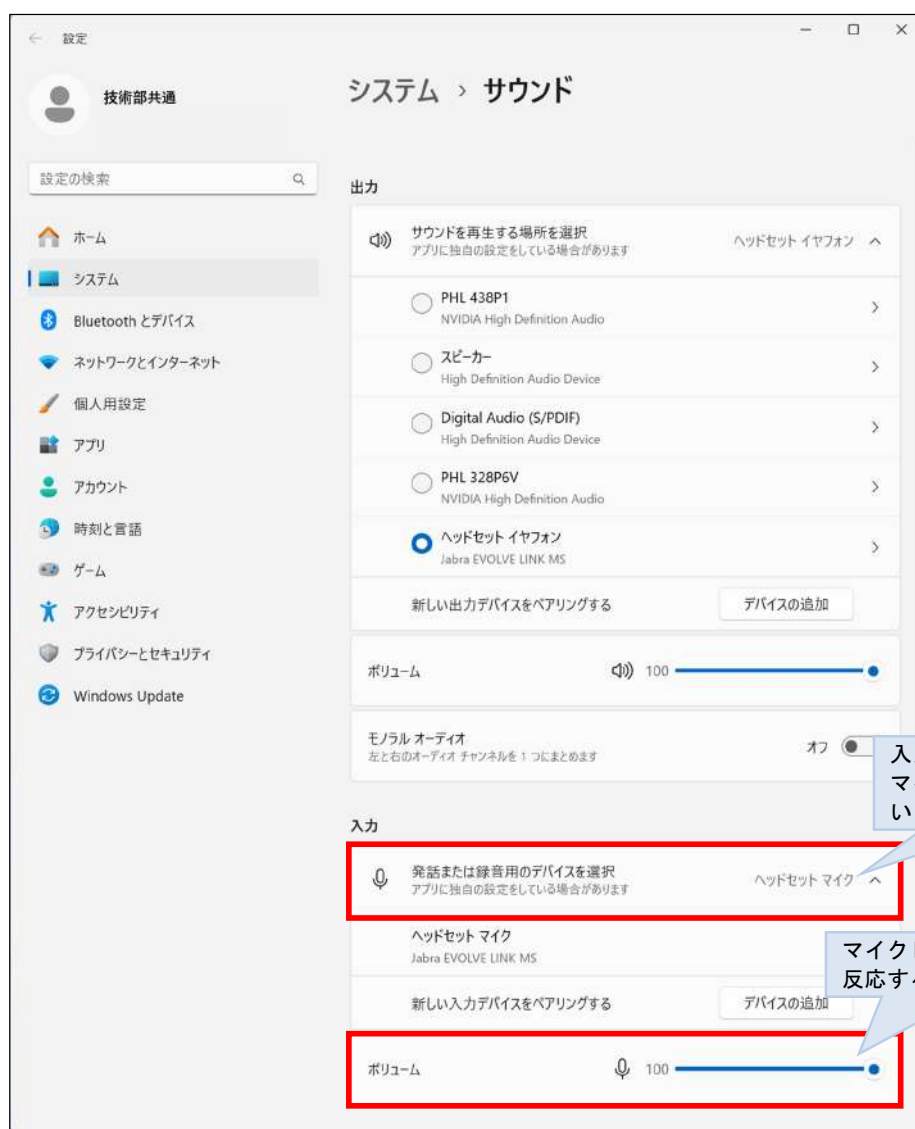 設定
技術部共通
システム › サウンド
設定の検索
ホーム
システム
Bluetooth とデバイス
ネットワークとインターネット
個人用設定
アプリ
アカウント
時刻と言語
ゲーム
アクセシビリティ
プライバシーとセキュリティ
Windows Update
出力
サウンドを再生する場所を選択
アプリに独自の設定をしている場合があります
ヘッドセット イヤフォン
PHL 438P1
NVIDIA High Definition Audio
スピーカー
High Definition Audio Device
Digital Audio (S/PDIF)
High Definition Audio Device
PHL 328P6V
NVIDIA High Definition Audio
ヘッドセット イヤフォン
Jabra EVOLVE LINK MS
新しい出力デバイスをペアリングする
デバイスの追加
ボリューム
100
モノラル オーディオ
左と右のオーディオ チャンネルを 1 つにまとめます
オフ
入
マ
い
入力
発話または録音用のデバイスを選択
アプリに独自の設定をしている場合があります
ヘッドセット マイク
ヘッドセット マイク
Jabra EVOLVE LINK MS
マイク
反応す
新しい入力デバイスをペアリングする
デバイスの追加
ボリューム
100